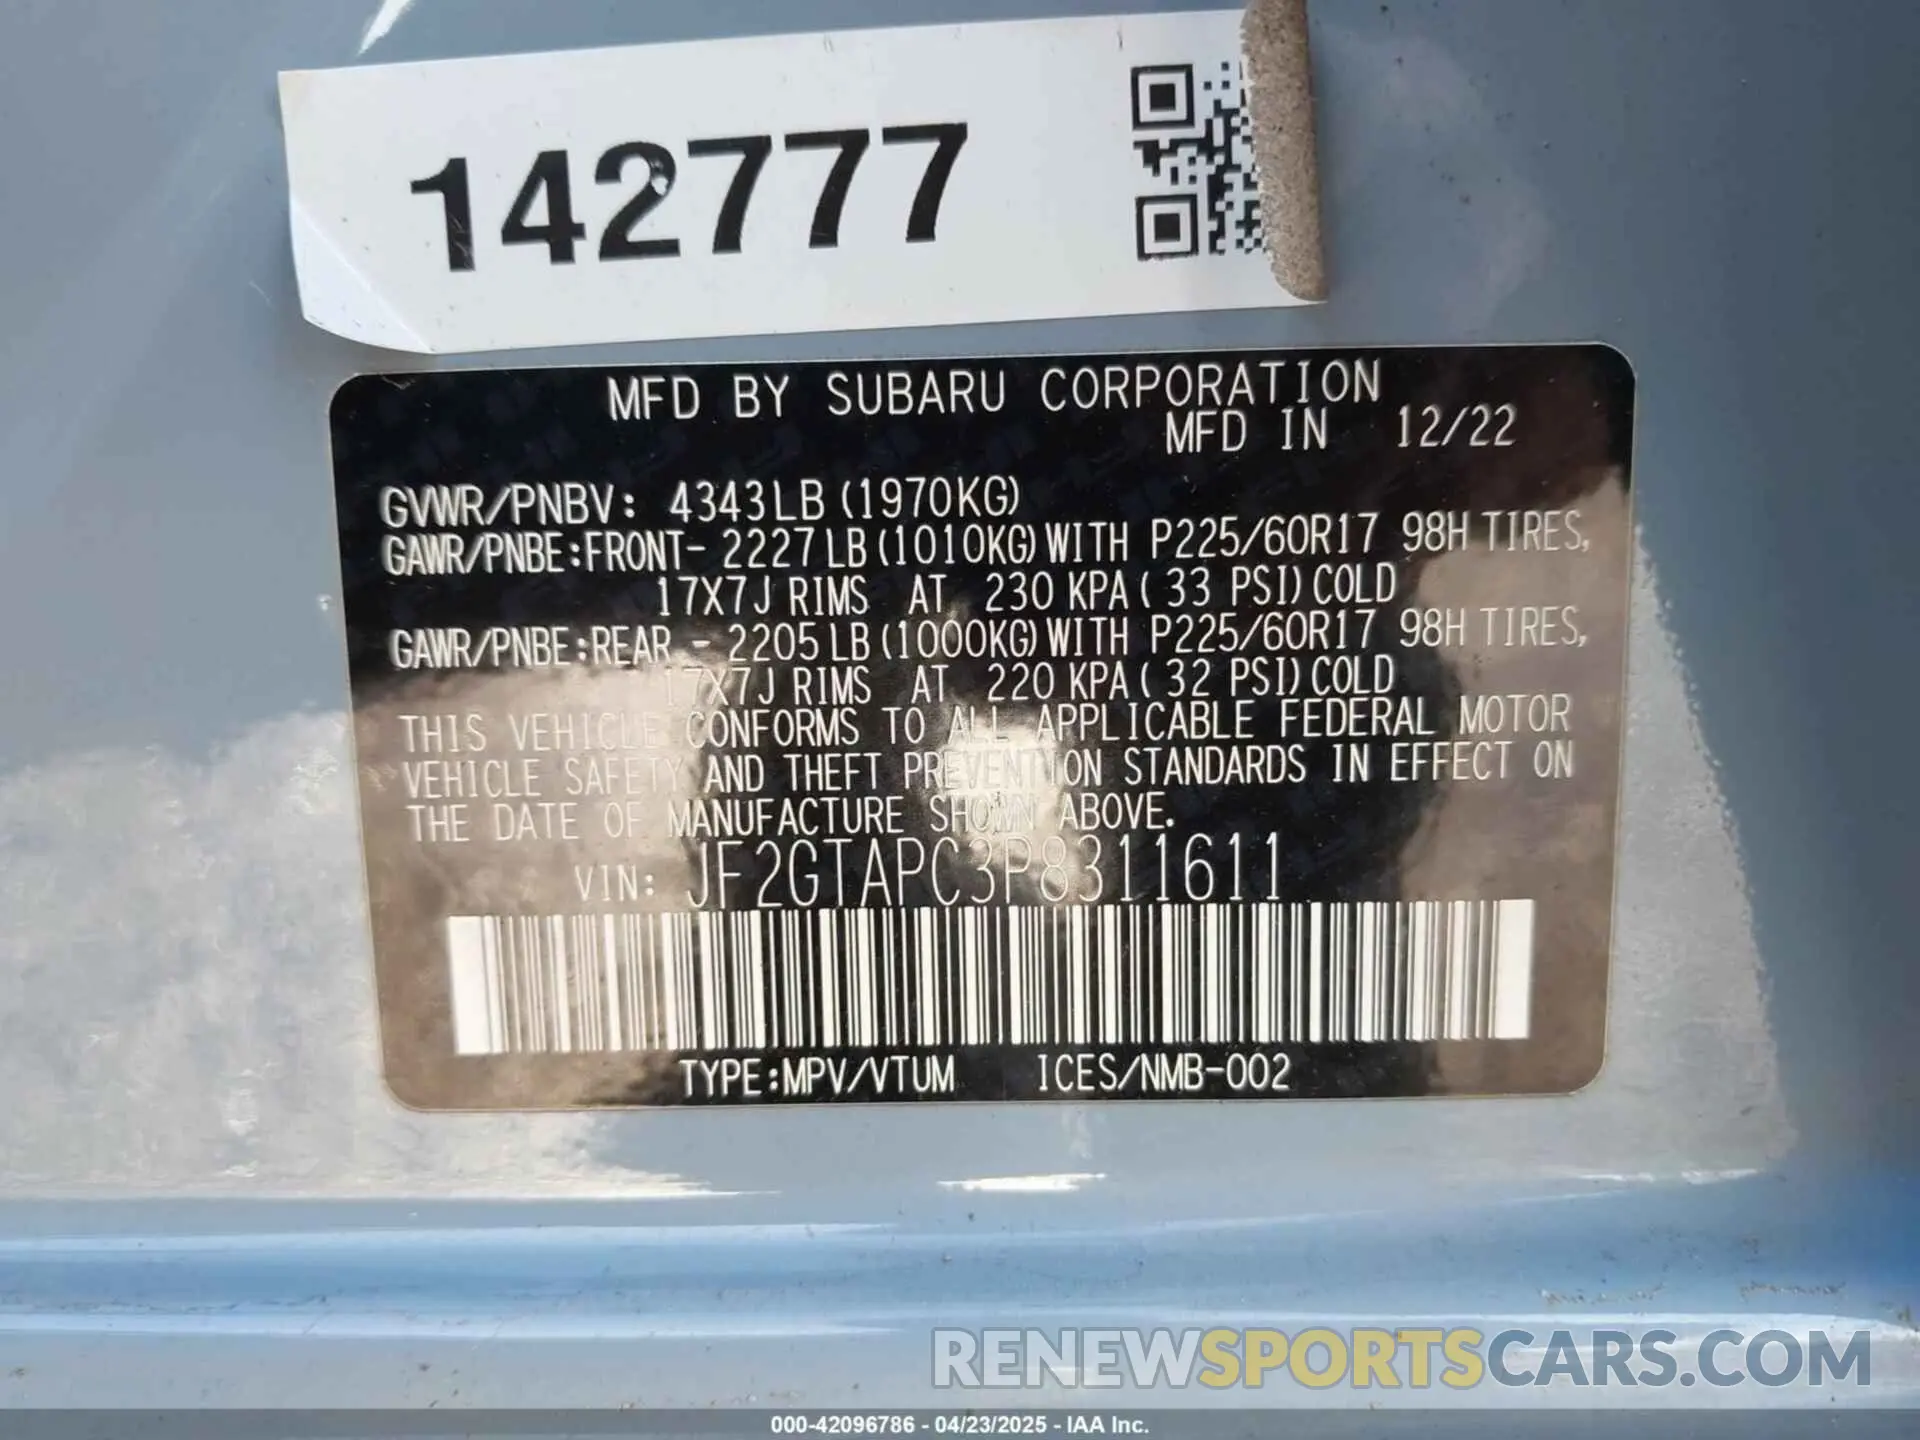 142777
MFD BY SUBARU CORPORATION
MFD IN 12/22
GVWR/PNBV: 4343LB (1970KG)
GAWR/PNBE:FRONT- 2227LB (1010KG) WITH P225/60R17 98H TIRES,
17X7J RIMS AT 230 KPA ( 33 PSI) COLD
GAWR/PNBE:REAR - 2205LB (1000KG) WITH P225/60R17 98H TIRES,
17X7J RIMS AT 220 KPA ( 32 PSI) COLD
THIS VEHICLE CONFORMS TO ALL APPLICABLE FEDERAL MOTOR
VEHICLE SAFETY AND THEFT PREVENTION STANDARDS IN EFFECT ON
THE DATE OF MANUFACTURE SHOWN ABOVE.
VIN: JF2GTAPC3P8311611
TYPE:MPV/VTUM ICES/NMB-002
RENEWSPORTSCARS.COM
000-42096786 - 04/23/2025 - IAA Inc.